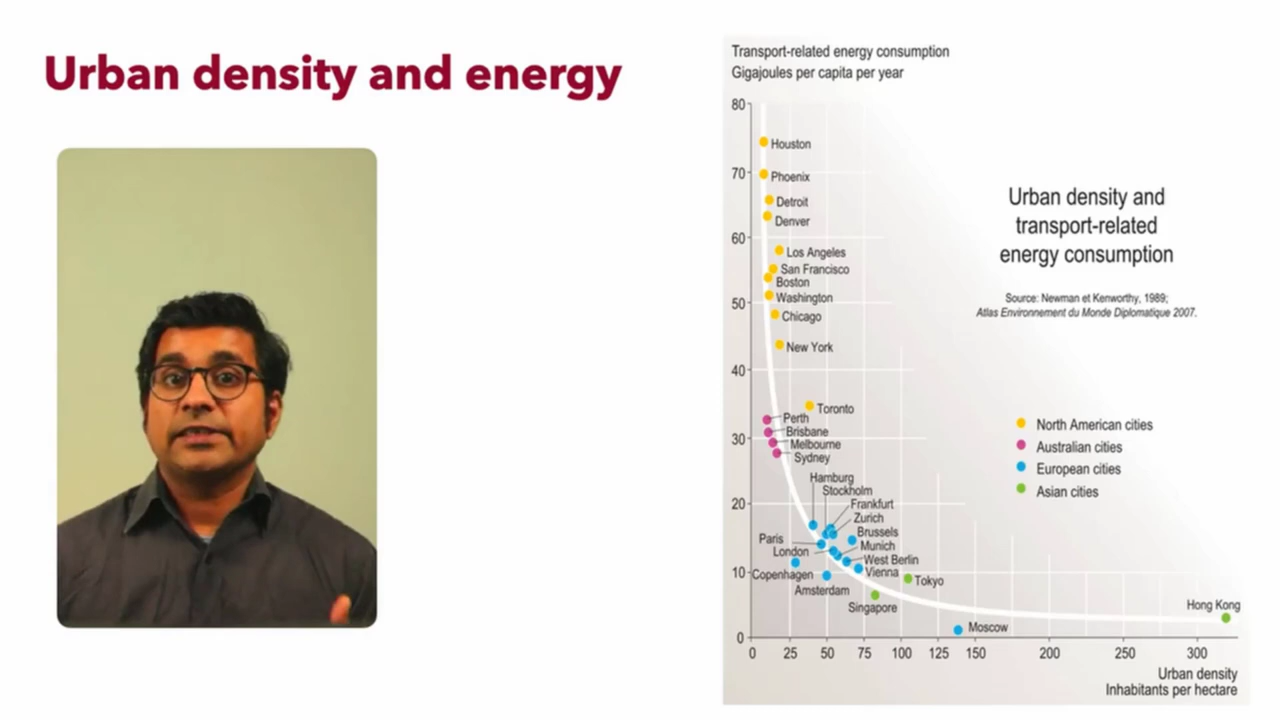 Urban density and energy
Transport-related energy consumption
Gigajoules per capita per year
80
Houston
70
Phoenix
Detroit
Denver
60
Los Angeles
San Francisco
Boston
Washington
50
Chicago
New York
40
Toronto
Perth
30
Brisbane
Melbourne
Sydney
Hamburg
Stockholm
20
Frankfurt
Zurich
Brussels
Paris
Munich
London
West Berlin
10
Vienna
Copenhagen
Tokyo
Amsterdam
Singapore
Hong Kong
Moscow
0
0 25 50 75 100 125 150 200 250 300
Urban density
Inhabitants per hectare
Urban density and
transport-related
energy consumption
Source: Newman et Kenworthy, 1989;
Atlas Environnement du Monde Diplomatique 2007.
North American cities
Australian cities
European cities
Asian cities